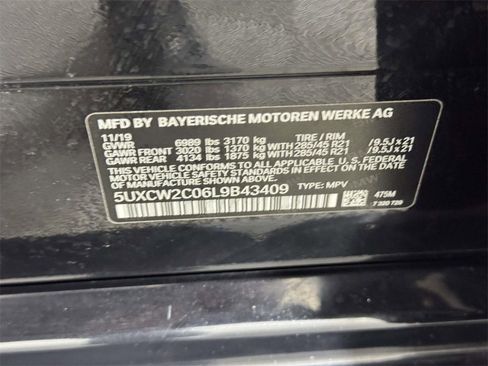 MFD BY BAYERISCHE MOTOREN WERKE AG
11/19
GVWR 6989 lbs 3170 kg TIRE / RIM
GAWR FRONT 3020 lbs 1370 kg 285/45 R21 / 9.5J x 21
GAWR REAR 4134 lbs 1875 kg 285/45 R21 / 9.5J x 21
THIS VEHICLE CONFORMS TO ALL APPLICABLE U.S. FEDERAL
MOTOR VEHICLE SAFETY STANDARDS IN EFFECT ON THE
DATE OF MANUFACTURE SHOWN ABOVE.
5UXCW2C06L9B43409 TYPE: MPV
475M
7 320 729